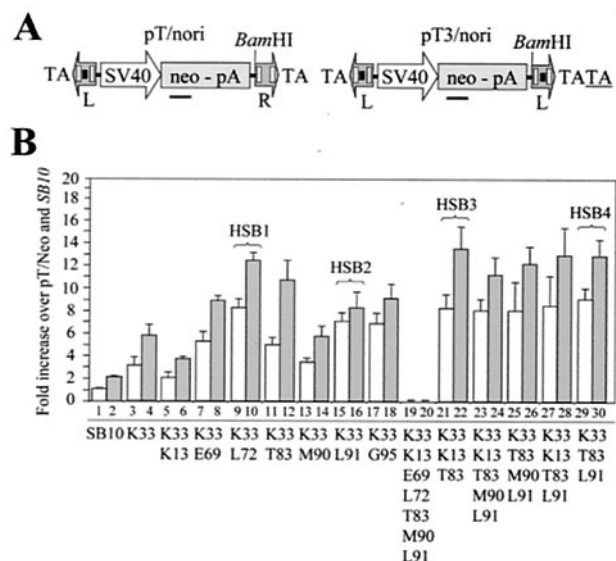 A
pT/nori
BamHI
TA
SV40
neo - pA
TA
L
R
pT3/nori
BamHI
TA
SV40
neo - pA
TATA
L
L
B
Fold increase over pT/Neo and SB10
20
18
16
14
12
10
8
6
4
2
0
HSB1
HSB2
HSB3
HSB4
1 2 3 4 5 6 7 8 9 10 11 12 13 14 15 16 17 18 19 20 21 22 23 24 25 26 27 28 29 30
SB10 K33 K33 K33 K33 K33 K33 K33 K33 K33 K33 K33 K33 K33 K33
K13 E69 L72 T83 M90 L91 G95 K13 K13 K13 T83 K13 T83
E69 T83 T83 M90 T83 L91
L72 M90 L91 L91
T83 L91
M90
L91